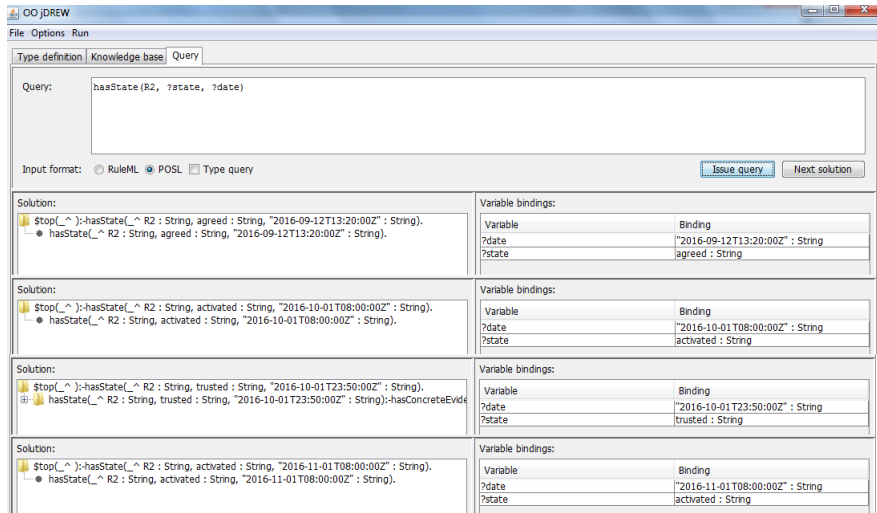 OO jDREW
File Options Run
Type definition Knowledge base Query
Query: hasState(R2, ?state, ?date)
Input format: RuleML POSL Type query Issue query Next solution
Solution: Variable bindings:
$top(_^ ):-hasState(_^ R2 : String, agreed : String, "2016-09-12T13:20:00Z" : String).
hasState(_^ R2 : String, agreed : String, "2016-09-12T13:20:00Z" : String).
Variable Binding
?date "2016-09-12T13:20:00Z" : String
?state agreed : String
Solution: Variable bindings:
$top(_^ ):-hasState(_^ R2 : String, activated : String, "2016-10-01T08:00:00Z" : String).
hasState(_^ R2 : String, activated : String, "2016-10-01T08:00:00Z" : String).
Variable Binding
?date "2016-10-01T08:00:00Z" : String
?state activated : String
Solution: Variable bindings:
$top(_^ ):-hasState(_^ R2 : String, trusted : String, "2016-10-01T23:50:00Z" : String).
hasState(_^ R2 : String, trusted : String, "2016-10-01T23:50:00Z" : String):-hasConcreteEvide
Variable Binding
?date "2016-10-01T23:50:00Z" : String
?state trusted : String
Solution: Variable bindings:
$top(_^ ):-hasState(_^ R2 : String, activated : String, "2016-11-01T08:00:00Z" : String).
hasState(_^ R2 : String, activated : String, "2016-11-01T08:00:00Z" : String).
Variable Binding
?date "2016-11-01T08:00:00Z" : String
?state activated : String